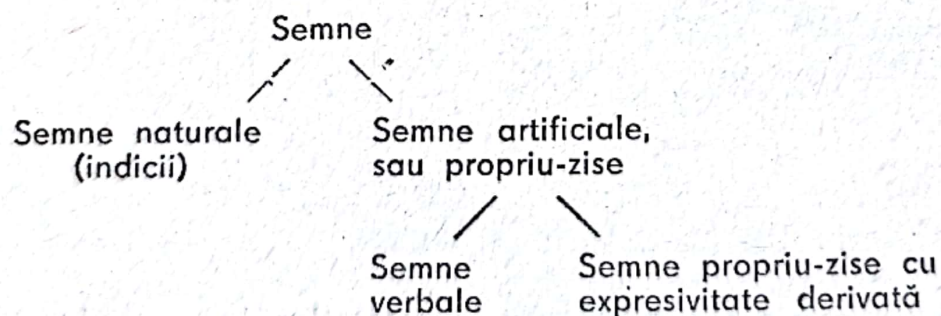 Semne
Semne naturale
(indicii)
Semne artificiale,
sau propriu-zise
Semne
verbale
Semne propriu-zise cu
expresivitate derivată